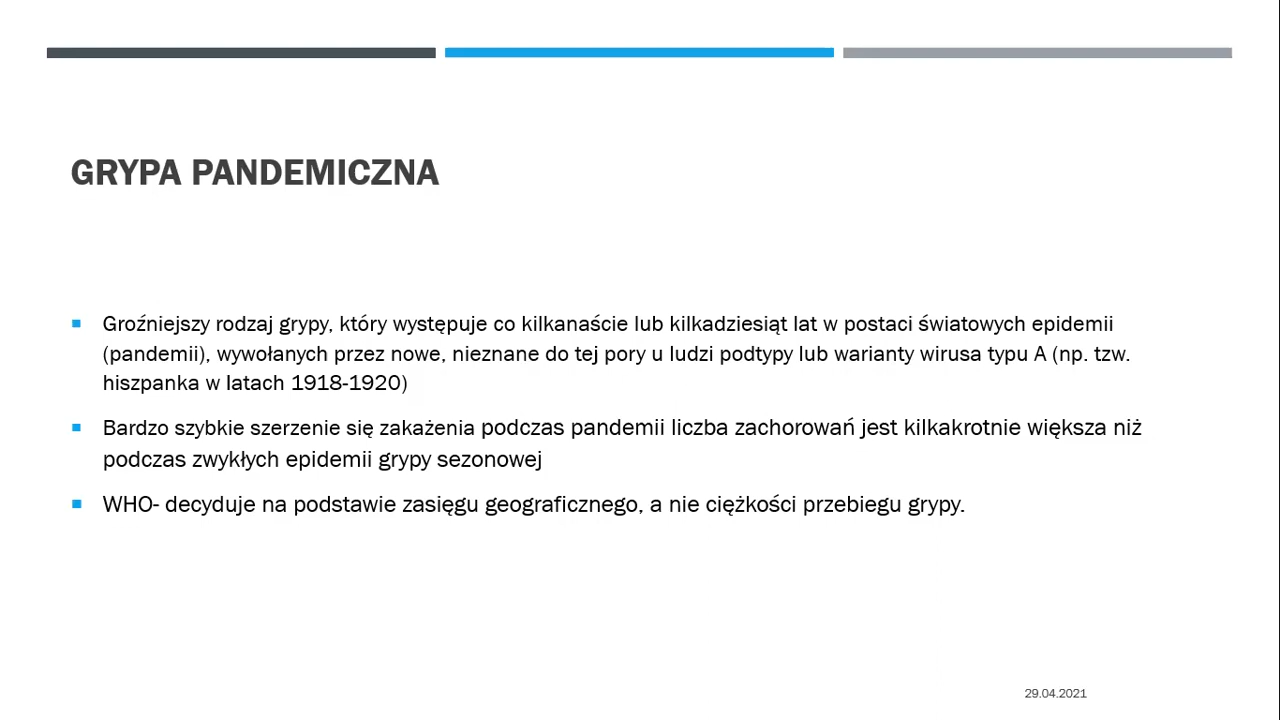 GRYPA PANDEMICZNA
Groźniejszy rodzaj grypy, który występuje co kilkanaście lub kilkadziesiąt lat w postaci światowych epidemii
(pandemii), wywołanych przez nowe, nieznane do tej pory u ludzi podtypy lub warianty wirusa typu A (np. tzw.
hiszpanka w latach 1918-1920)
Bardzo szybkie szerzenie się zakażenia podczas pandemii liczba zachorowań jest kilkakrotnie większa niż
podczas zwykłych epidemii grypy sezonowej
WHO- decyduje na podstawie zasięgu geograficznego, a nie ciężkości przebiegu grypy.
29.04.2021